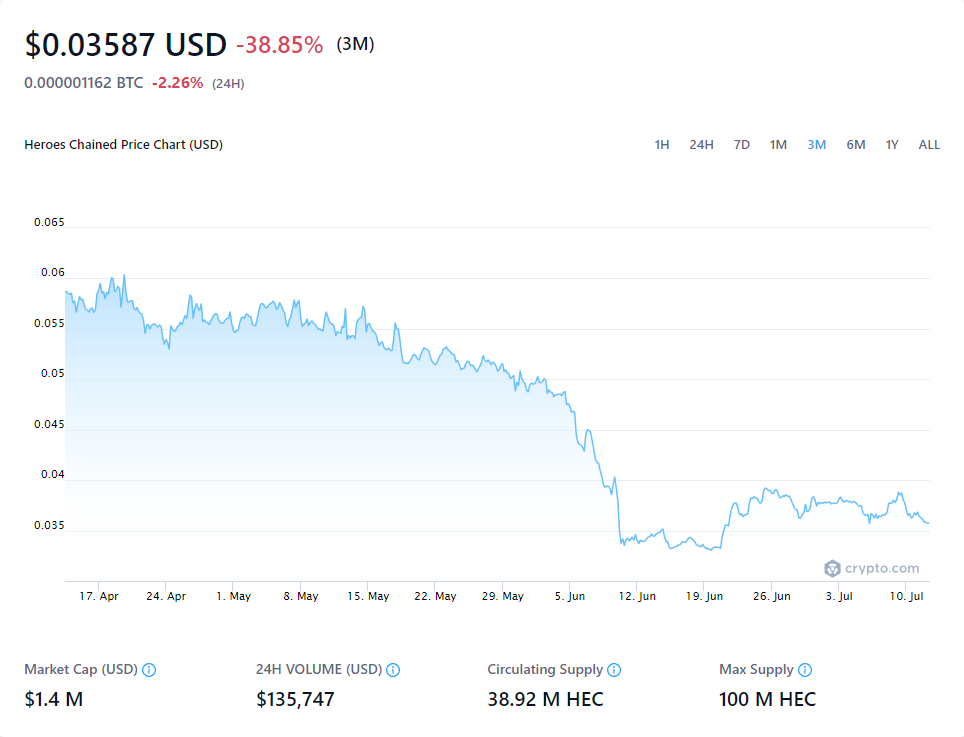 $0.03587 USD -38.85% (3M)
0.000001162 BTC -2.26% (24H)
Heroes Chained Price Chart (USD) 1H 24H 7D 1M 3M 6M 1Y ALL
0.065
0.06
0.055
0.05
0.045
0.04
0.035
crypto.com
17. Apr 24. Apr 1. May 8. May 15. May 22. May 29. May 5. Jun 12. Jun 19. Jun 26. Jun 3. Jul 10. Jul
Market Cap (USD) 24H VOLUME (USD) Circulating Supply Max Supply
$1.4 M $135,747 38.92 M HEC 100 M HEC